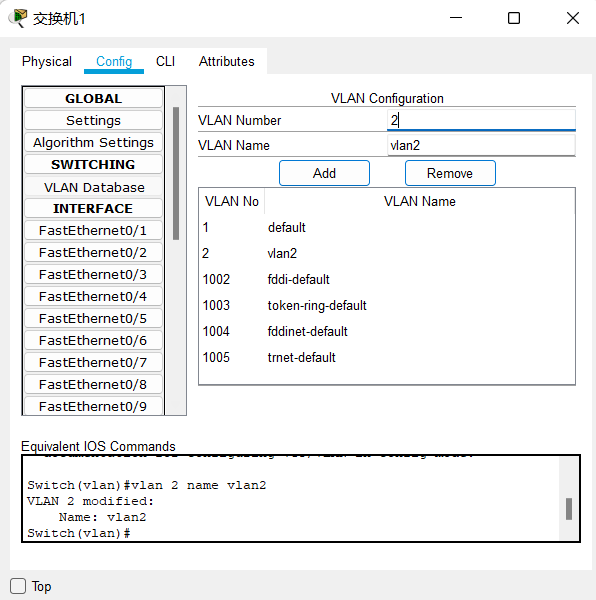 交换机1
Physical Config CLI Attributes
GLOBAL
Settings
Algorithm Settings
SWITCHING
VLAN Database
INTERFACE
FastEthernet0/1
FastEthernet0/2
FastEthernet0/3
FastEthernet0/4
FastEthernet0/5
FastEthernet0/6
FastEthernet0/7
FastEthernet0/8
FastEthernet0/9
VLAN Configuration
VLAN Number 2
VLAN Name vlan2
Add Remove
VLAN No VLAN Name
1 default
2 vlan2
1002 fddi-default
1003 token-ring-default
1004 fddinet-default
1005 trnet-default
Equivalent IOS Commands
Switch(vlan)#vlan 2 name vlan2
VLAN 2 modified:
Name: vlan2
Switch(vlan)#
Top